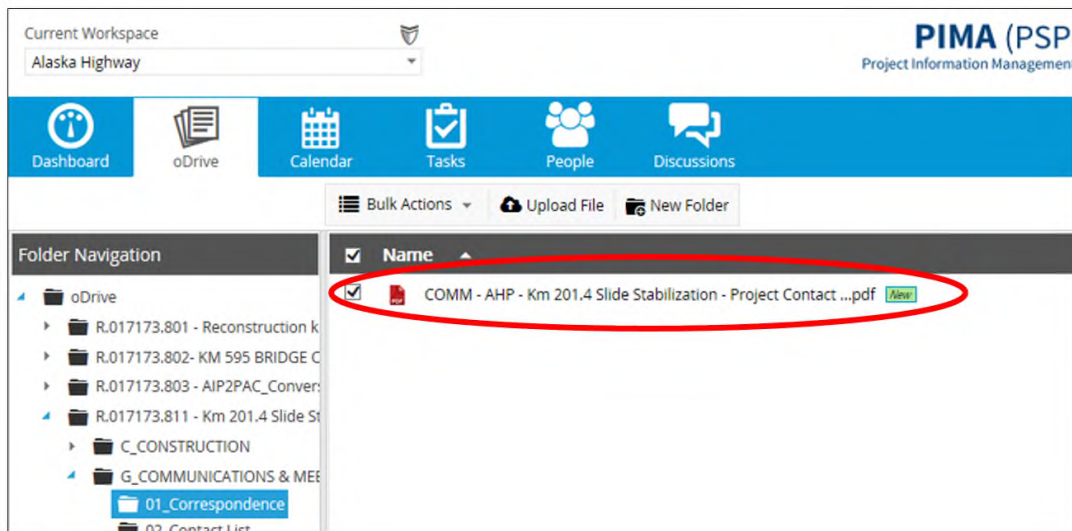 Current Workspace
Alaska Highway
PIMA (PSP
Project Information Management
Dashboard
oDrive
Calendar
Tasks
People
Discussions
Bulk Actions
Upload File
New Folder
Folder Navigation
Name
oDrive
COMM - AHP - Km 201.4 Slide Stabilization - Project Contact ...pdf New
R.017173.801 - Reconstruction k
R.017173.802- KM 595 BRIDGE C
R.017173.803 - AIP2PAC_Convers
R.017173.811 - Km 201.4 Slide St
C_CONSTRUCTION
G_COMMUNICATIONS & MEE
01_Correspondence
02_Contact List